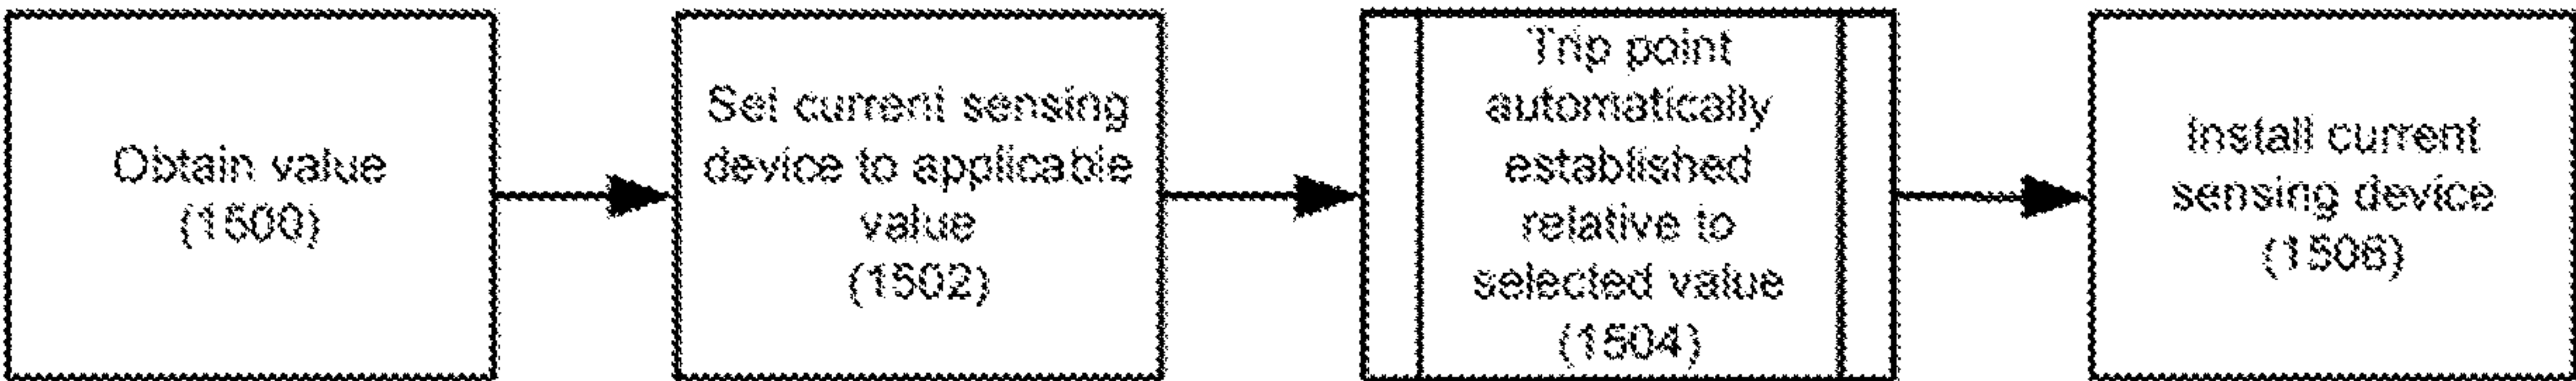 Obtain value
(1500)
Set current sensing
device to applicable
value
(1502)
Trip point
automatically
established
relative to
selected value
(1504)
Install current
sensing device
(1506)